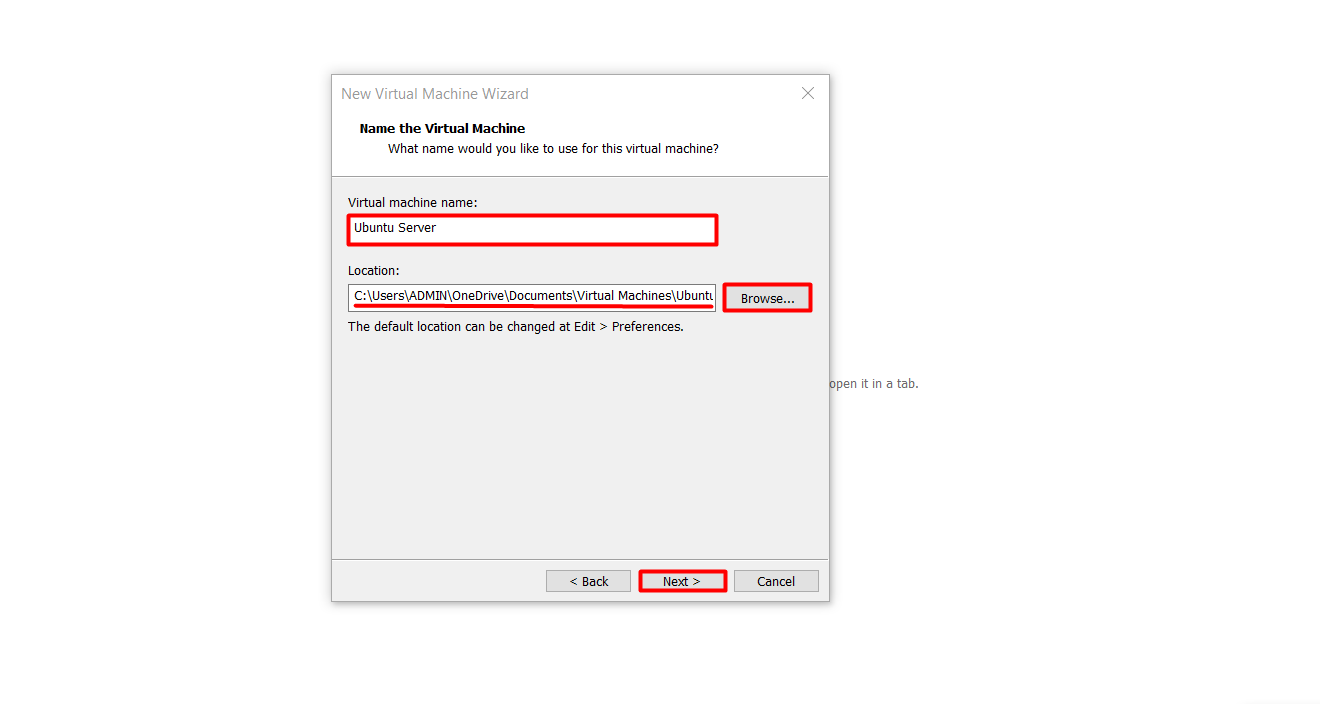 New Virtual Machine Wizard
Name the Virtual Machine
What name would you like to use for this virtual machine?
Virtual machine name:
Ubuntu Server
Location:
C:\Users\ADMIN\OneDrive\Documents\Virtual Machines\Ubuntu
Browse...
The default location can be changed at Edit > Preferences.
open it in a tab.
< Back
Next >
Cancel